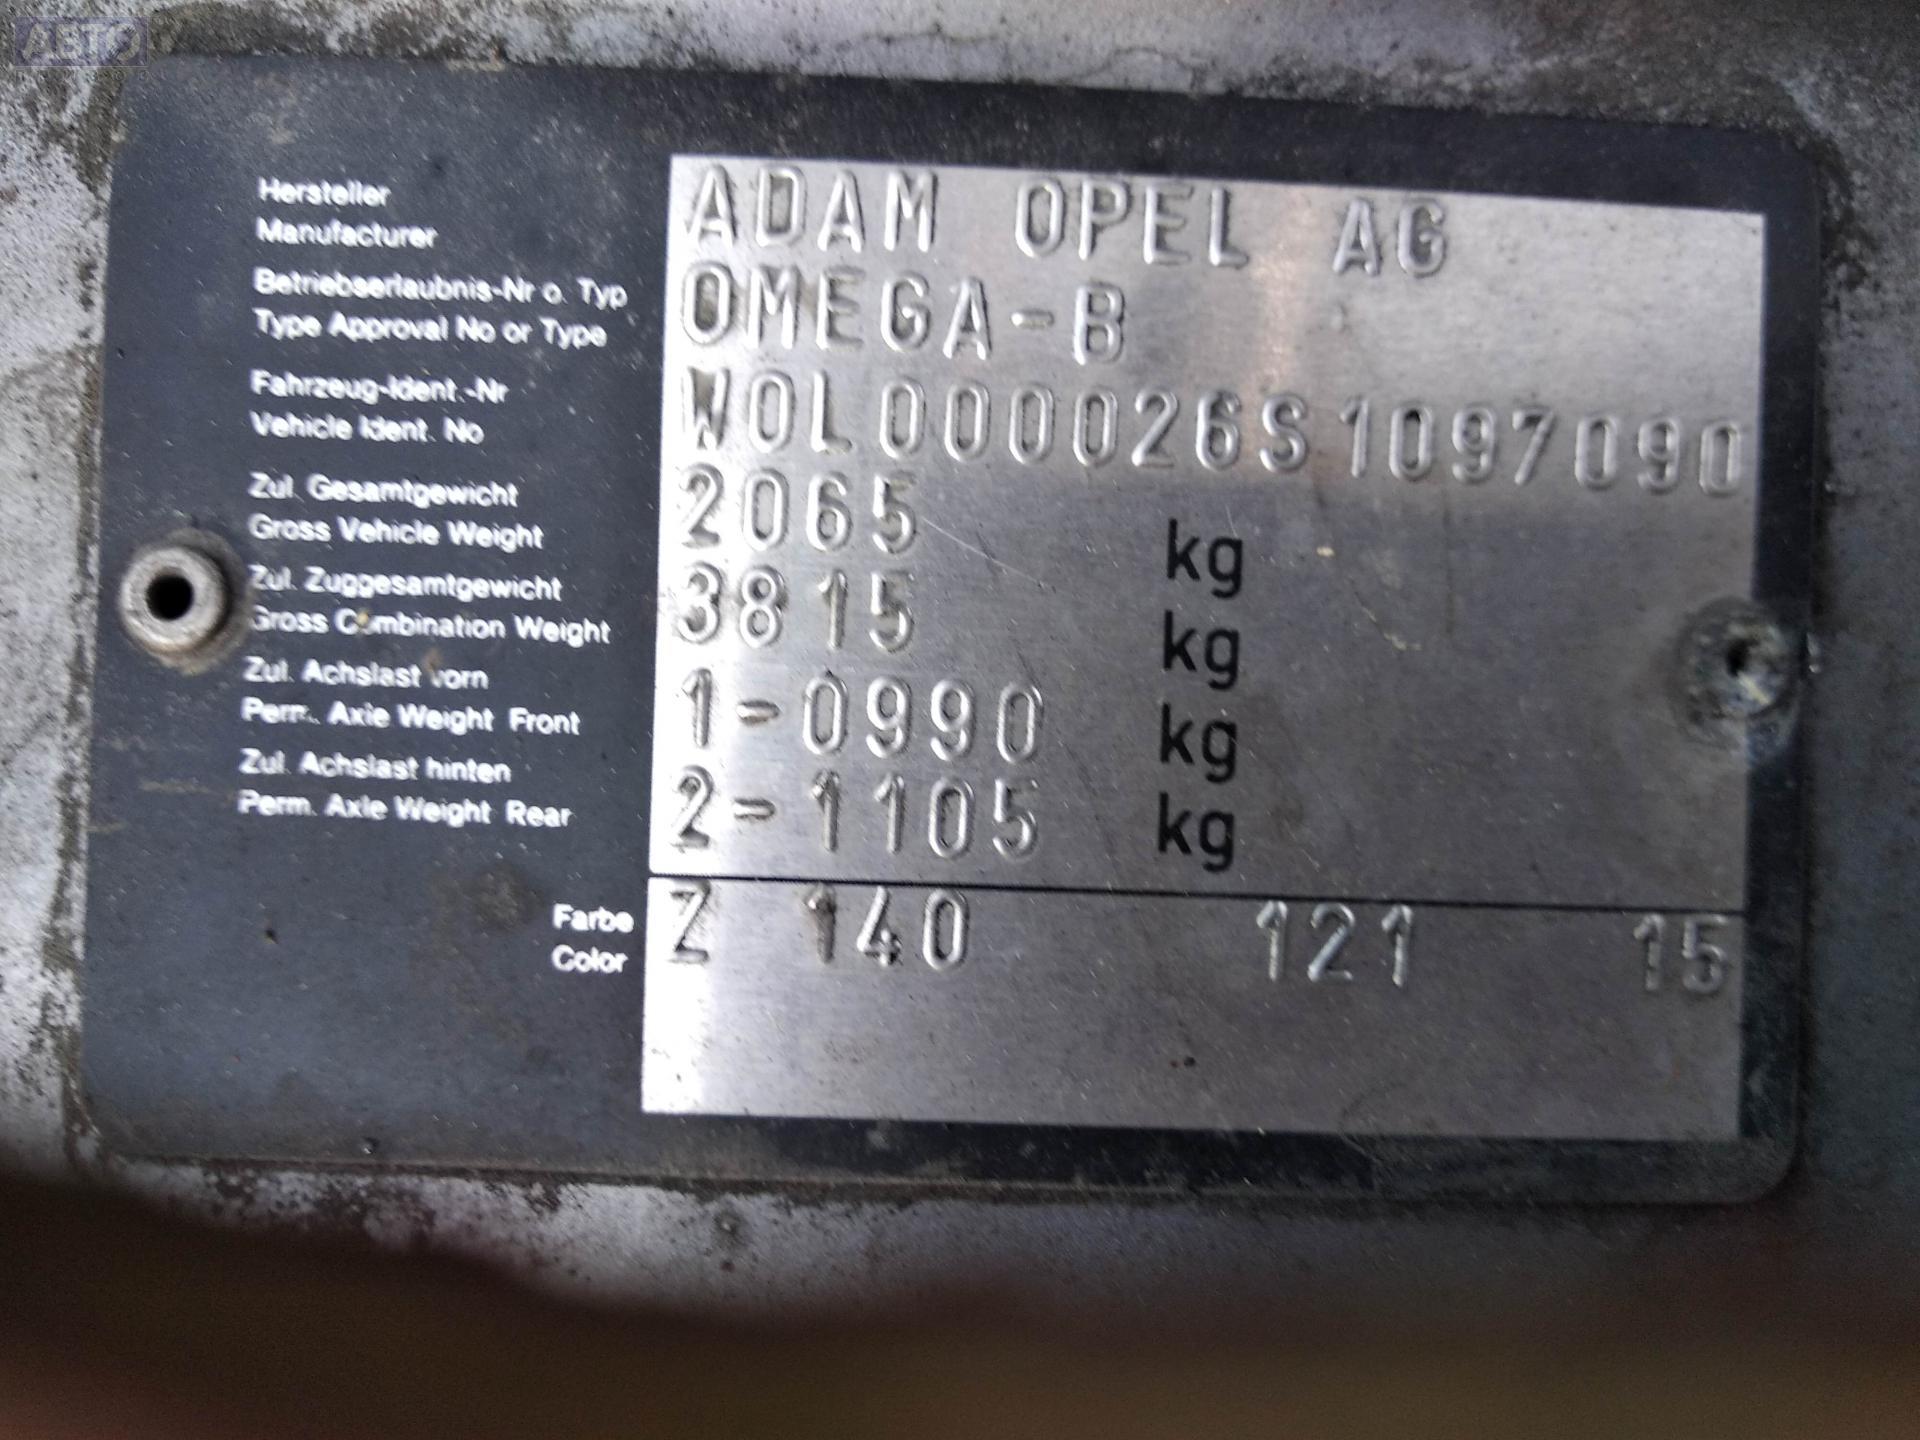 АВТО
Hersteller
Manufacturer
ADAM OPEL AG
Betriebserlaubnis-Nr o. Typ
Type Approval No or Type
OMEGA-B
Fahrzeug-Ident.-Nr
Vehicle Ident. No
W0L000026S1097090
Zul. Gesamtgewicht
Gross Vehicle Weight
2065 kg
Zul. Zuggesamtgewicht
Gross Combination Weight
3815 kg
Zul. Achslast vorn
Perm. Axle Weight Front
1-0990 kg
Zul. Achslast hinten
Perm. Axle Weight Rear
2-1105 kg
Farbe
Color
Z 140 121 15